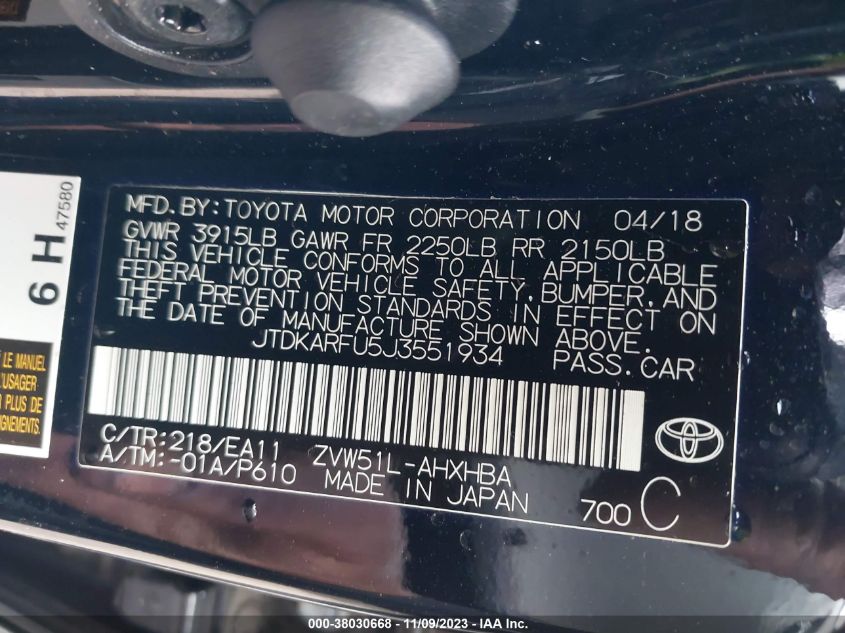 MFD.BY:TOYOTA MOTOR CORPORATION 04/18
GVWR 3915LB GAWR FR 2250LB RR 2150LB
THIS VEHICLE CONFORMS TO ALL APPLICABLE
FEDERAL MOTOR VEHICLE SAFETY,BUMPER,AND
THEFT PREVENTION STANDARDS IN EFFECT ON
THE DATE OF MANUFACTURE SHOWN ABOVE.
JTDKARFU5J3551934 PASS.CAR
C/TR:218/EA11 ZVW51L-AHXHBA
A/TM:-01A/P610 MADE IN JAPAN 700 C
6 H 47580
LE MANUEL
L'USAGER
PLUS DE
000-38030668 - 11/09/2023 - IAA Inc.